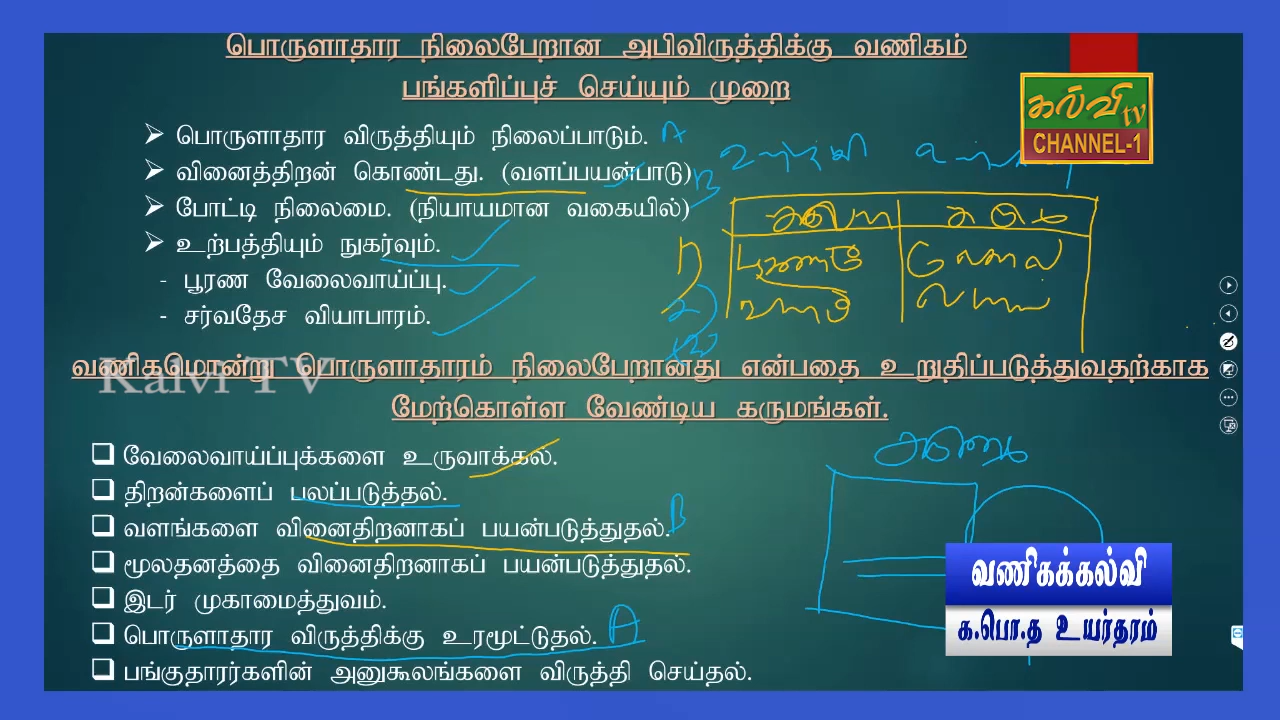 பொருளாதார நிலைபேறான அபிவிருத்திக்கு வணிகம்
பங்களிப்புச் செய்யும் முறை
➤ பொருளாதார விருத்தியும் நிலைப்பாடும். A
➤ வினைத்திறன் கொண்டது. (வளப்பயன்பாடு) B
➤ போட்டி நிலைமை. (நியாயமான வகையில்)
➤ உற்பத்தியும் நுகர்வும்.
- பூரண வேலைவாய்ப்பு.
- சர்வதேச வியாபாரம்.
கல்வி tv
CHANNEL-1
Kalvi TV
வணிகமொன்று பொருளாதாரம் நிலைபேறானது என்பதை உறுதிப்படுத்துவதற்காக
மேற்கொள்ள வேண்டிய கருமங்கள்.
❑ வேலைவாய்ப்புக்களை உருவாக்கல்.
❑ திறன்களைப் பலப்படுத்தல்.
❑ வளங்களை வினைதிறனாகப் பயன்படுத்துதல். B
❑ மூலதனத்தை வினைதிறனாகப் பயன்படுத்துதல்.
❑ இடர் முகாமைத்துவம்.
❑ பொருளாதார விருத்திக்கு உரமூட்டுதல். A
❑ பங்குதாரர்களின் அனுகூலங்களை விருத்தி செய்தல்.
வணிகக்கல்வி
க.பொ.த உயர்தரம்